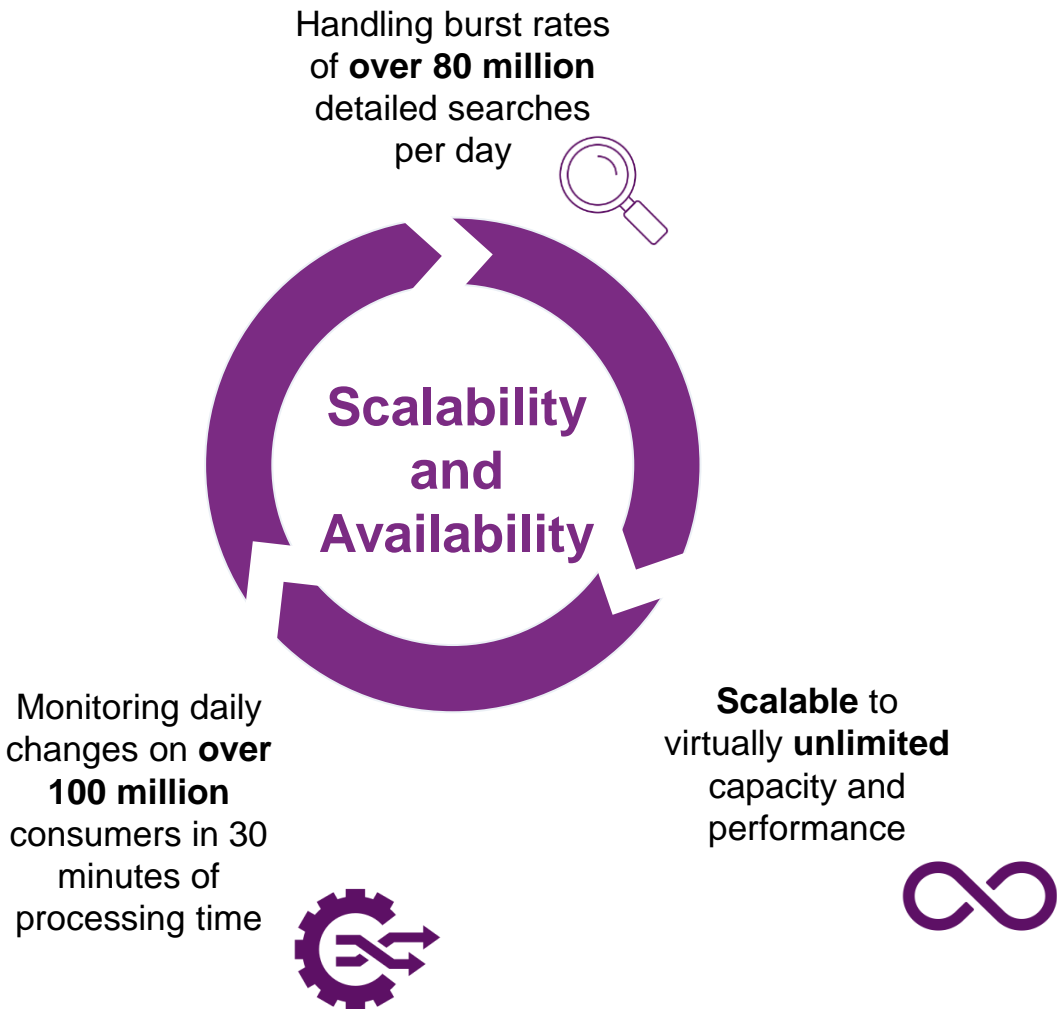 Handling burst rates
of over 80 million
detailed searches
per day
Scalability
and
Availability
Monitoring daily
changes on over
100 million
consumers in 30
minutes of
processing time
Scalable to
virtually unlimited
capacity and
performance